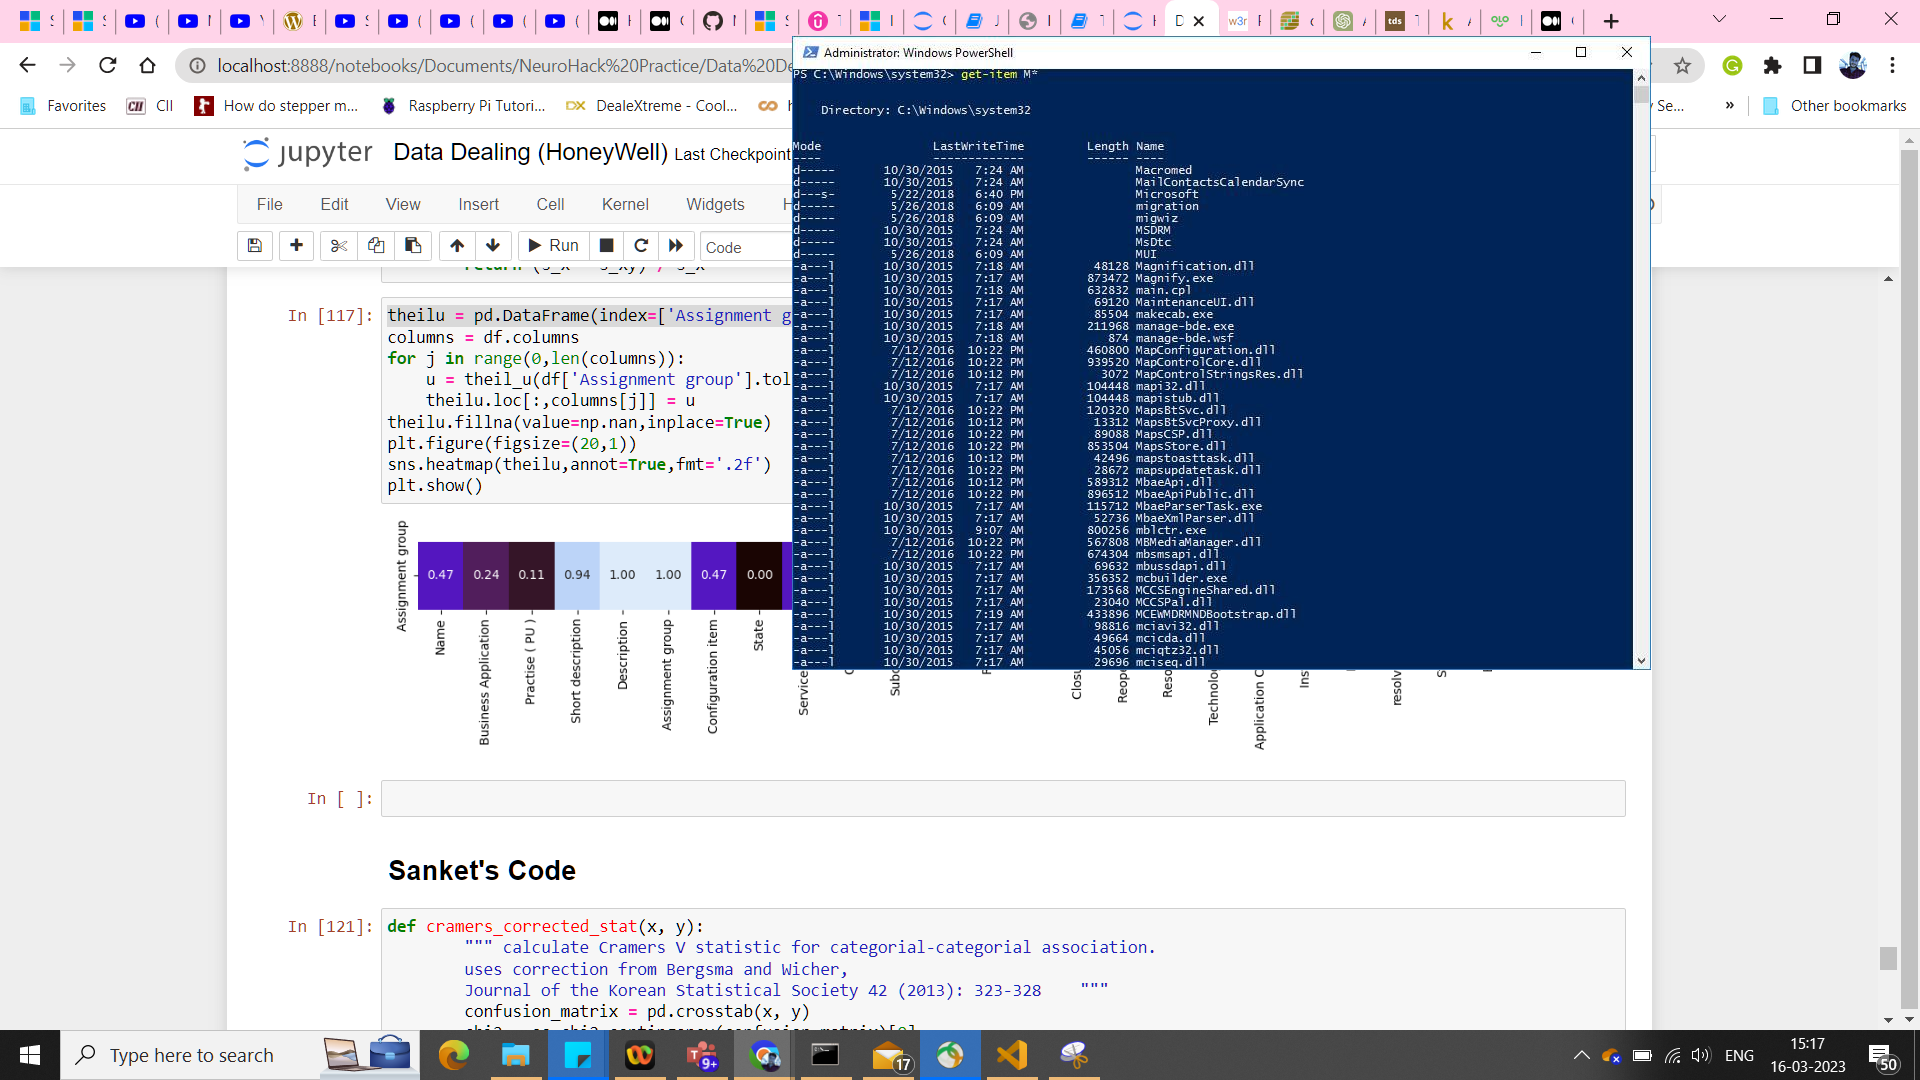 localhost:8888/notebooks/Documents/NeuroHack%20Practice/Data%20De
Favorites
CII
How do stepper m...
Raspberry Pi Tutori...
DealeXtreme - Cool...
Se...
»
Other bookmarks
jupyter Data Dealing (HoneyWell) Last Checkpoint
File Edit View Insert Cell Kernel Widgets
Run
Code
In [117]:
theilu = pd.DataFrame(index=['Assignment g
columns = df.columns
for j in range(0,len(columns)):
u = theil_u(df['Assignment group'].tol
theilu.loc[:,columns[j]] = u
theilu.fillna(value=np.nan,inplace=True)
plt.figure(figsize=(20,1))
sns.heatmap(theilu,annot=True,fmt='.2f')
plt.show()
Assignment group
0.47 0.24 0.11 0.94 1.00 1.00 0.47 0.00
Name
Business Application
Practise ( PU )
Short description
Description
Assignment group
Configuration item
State
Service
Subc
Closu
Reop
Reso
Technolog
Application C
Ins
resolv
Administrator: Windows PowerShell
PS C:\Windows\system32> get-item M*
Directory: C:\Windows\system32
Mode LastWriteTime Length Name
---- ------------- ------ ----
d----- 10/30/2015 7:24 AM Macromed
d----- 10/30/2015 7:24 AM MailContactsCalendarSync
d---s- 5/22/2018 6:40 PM Microsoft
d----- 5/26/2018 6:09 AM migration
d----- 5/26/2018 6:09 AM migwiz
d----- 10/30/2015 7:24 AM MSDRM
d----- 10/30/2015 7:24 AM MsDtc
d----- 5/26/2018 6:09 AM MUI
-a---l 10/30/2015 7:18 AM 48128 Magnification.dll
-a---l 10/30/2015 7:17 AM 873472 Magnify.exe
-a---l 10/30/2015 7:18 AM 632832 main.cpl
-a---l 10/30/2015 7:17 AM 69120 MaintenanceUI.dll
-a---l 10/30/2015 7:17 AM 85504 makecab.exe
-a---l 10/30/2015 7:18 AM 211968 manage-bde.exe
-a---l 10/30/2015 7:18 AM 874 manage-bde.wsf
-a---l 7/12/2016 10:22 PM 460800 MapConfiguration.dll
-a---l 7/12/2016 10:22 PM 939520 MapControlCore.dll
-a---l 7/12/2016 10:22 PM 3072 MapControlStringsRes.dll
-a---l 10/30/2015 7:17 AM 104448 mapi32.dll
-a---l 10/30/2015 7:17 AM 104448 mapistub.dll
-a---l 7/12/2016 10:22 PM 120320 MapsBtSvc.dll
-a---l 7/12/2016 10:12 PM 13312 MapsBtSvcProxy.dll
-a---l 7/12/2016 10:22 PM 89088 MapsCSP.dll
-a---l 7/12/2016 10:22 PM 853504 MapsStore.dll
-a---l 7/12/2016 10:12 PM 42496 mapstoasttask.dll
-a---l 7/12/2016 10:22 PM 28672 mapsupdatetask.dll
-a---l 7/12/2016 10:12 PM 589312 MbaeApi.dll
-a---l 7/12/2016 10:22 PM 896512 MbaeApiPublic.dll
-a---l 10/30/2015 7:17 AM 115712 MbaeParserTask.exe
-a---l 10/30/2015 7:17 AM 52736 MbaeXmlParser.dll
-a---l 10/30/2015 9:07 AM 800256 mblctr.exe
-a---l 7/12/2016 10:22 PM 567808 MBMediaManager.dll
-a---l 7/12/2016 10:22 PM 674304 mbsmsapi.dll
-a---l 10/30/2015 7:17 AM 69632 mbussdapi.dll
-a---l 10/30/2015 7:17 AM 356352 mcbuilder.exe
-a---l 10/30/2015 7:17 AM 173568 MCCSEngineShared.dll
-a---l 10/30/2015 7:17 AM 23040 MCCSPal.dll
-a---l 10/30/2015 7:19 AM 433896 MCEWMDRMNDBootstrap.dll
-a---l 10/30/2015 7:17 AM 98816 mciavi32.dll
-a---l 10/30/2015 7:17 AM 49664 mcicda.dll
-a---l 10/30/2015 7:17 AM 45056 mciqtz32.dll
-a---l 10/30/2015 7:17 AM 29696 mciseq.dll
In [ ]:
Sanket's Code
In [121]:
def cramers_corrected_stat(x, y):
""" calculate Cramers V statistic for categorial-categorial association.
uses correction from Bergsma and Wicher,
Journal of the Korean Statistical Society 42 (2013): 323-328 """
confusion_matrix = pd.crosstab(x, y)
Type here to search
9+
17
ENG
15:17
16-03-2023
50